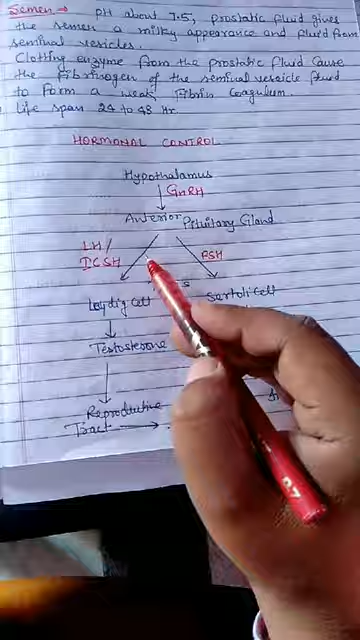 Semen → pH about 7.5, prostatic fluid gives
the semen a milky appearance and fluid from
seminal vesicles.
Clotting enzyme from the prostatic fluid cause
the fibrinogen of the seminal vesicle fluid
to form a weak Fibrin coagulum.
Life span 24 to 48 Hr.
HORMONAL CONTROL
Hypothalamus
GnRH
Anterior Pituitary Gland
LH/
ICSH
FSH
s
Leydig cell
Sertoli cell
Testosterone
Reproductive
Tract →